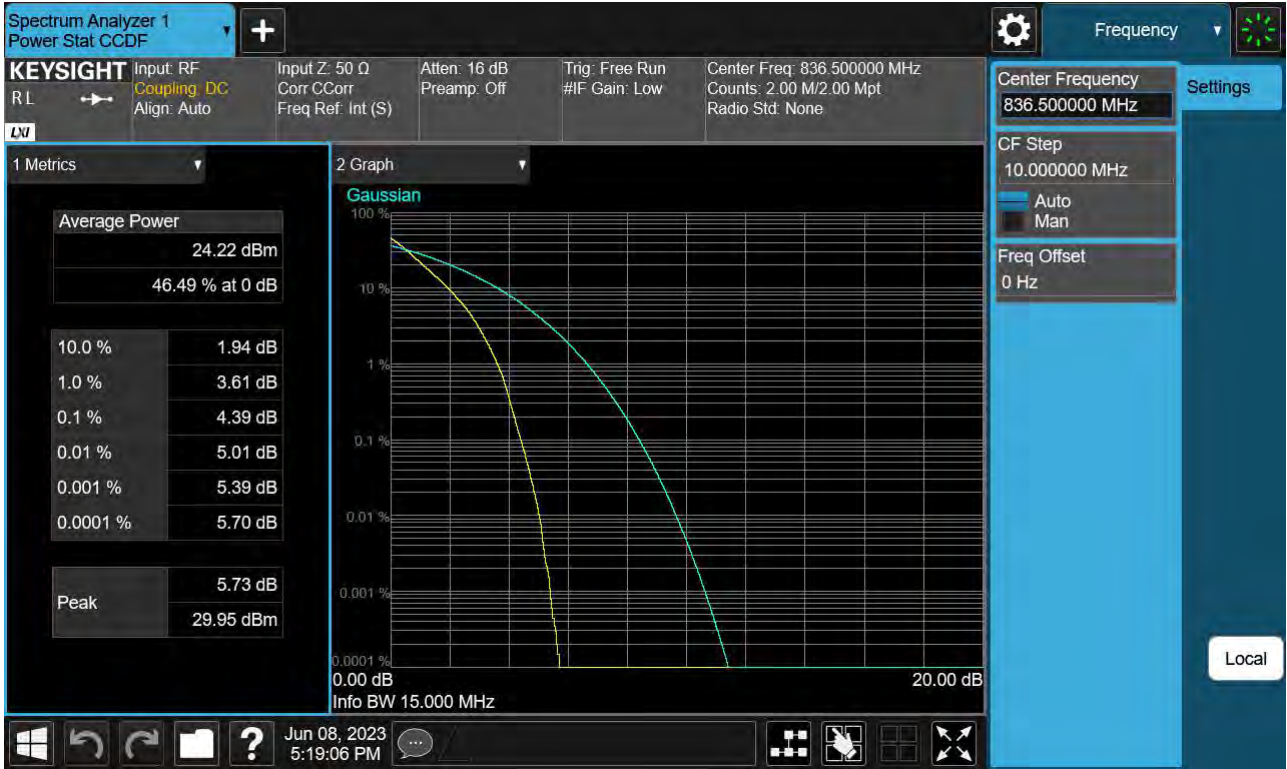 Spectrum Analyzer 1
Power Stat CCDF
+
Frequency
KEYSIGHT
RL
LXI
Input: RF
Coupling: DC
Align: Auto
Input Z: 50 Ω
Corr CCorr
Freq Ref: Int (S)
Atten: 16 dB
Preamp: Off
Trig: Free Run
#IF Gain: Low
Center Freq: 836.500000 MHz
Counts: 2.00 M/2.00 Mpt
Radio Std: None
1 Metrics
Average Power
24.22 dBm
46.49 % at 0 dB
10.0 % 1.94 dB
1.0 % 3.61 dB
0.1 % 4.39 dB
0.01 % 5.01 dB
0.001 % 5.39 dB
0.0001 % 5.70 dB
Peak
5.73 dB
29.95 dBm
2 Graph
Gaussian
100 %
10 %
1 %
0.1 %
0.01 %
0.001 %
0.0001 %
0.00 dB 20.00 dB
Info BW 15.000 MHz
Center Frequency
836.500000 MHz
CF Step
10.000000 MHz
Auto
Man
Freq Offset
0 Hz
Settings
Local
?
Jun 08, 2023
5:19:06 PM